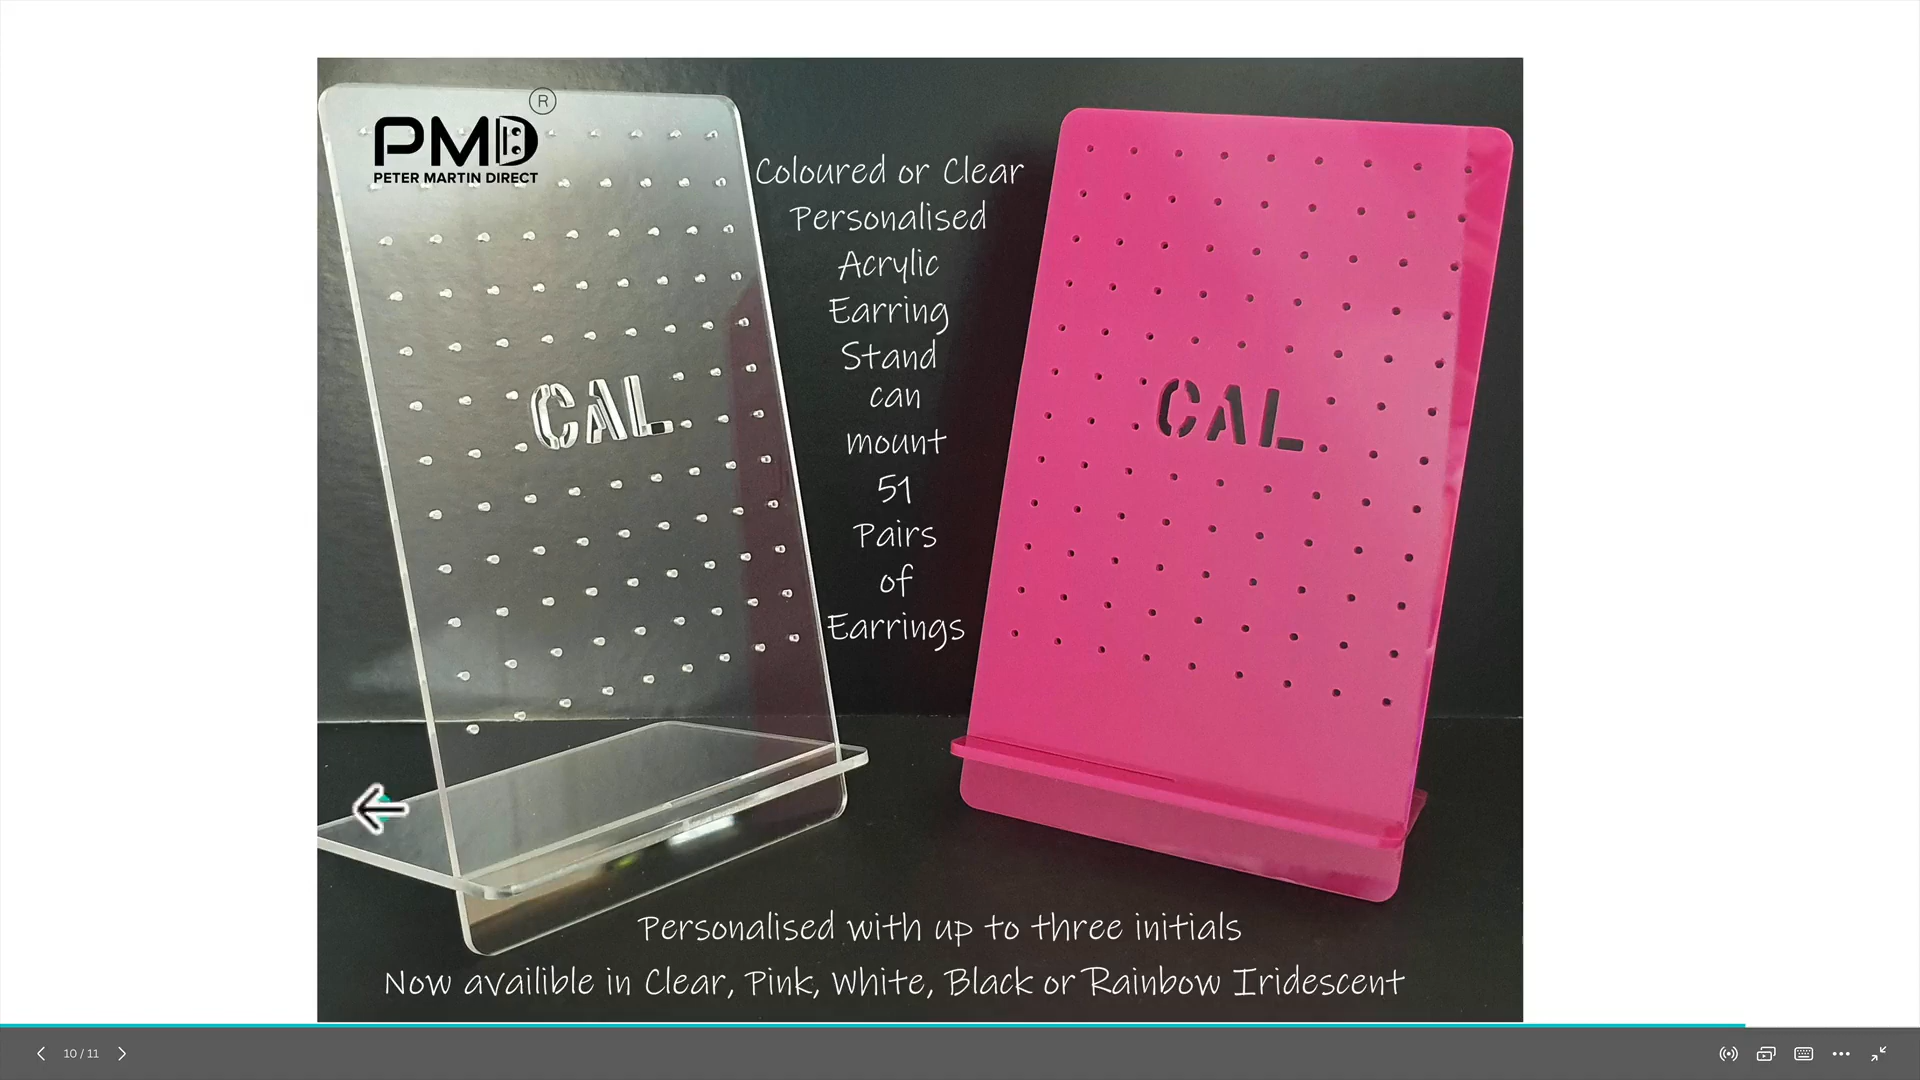 PMD ®
PETER MARTIN DIRECT
Coloured or Clear
Personalised
Acrylic
Earring
Stand
can
mount
51
Pairs
of
Earrings
CAL
CAL
Personalised with up to three initials
Now availible in Clear, Pink, White, Black or Rainbow Iridescent
10 / 11